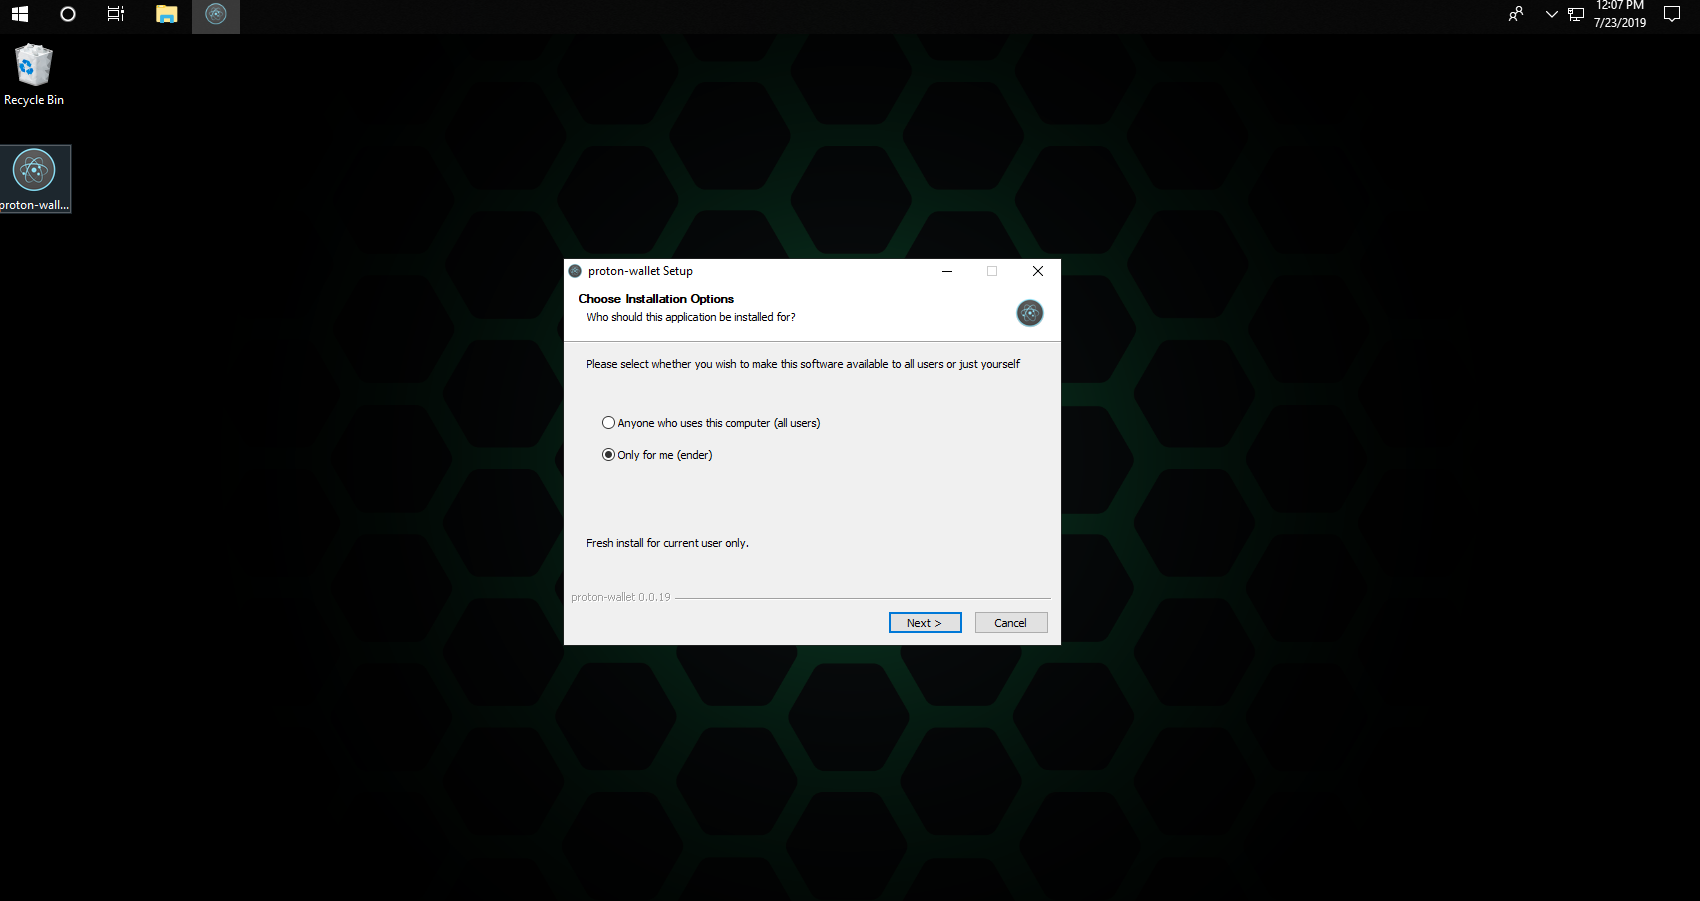 12:07 PM
7/23/2019
Recycle Bin
proton-wall...
proton-wallet Setup
Choose Installation Options
Who should this application be installed for?
Please select whether you wish to make this software available to all users or just yourself
Anyone who uses this computer (all users)
Only for me (ender)
Fresh install for current user only.
proton-wallet 0.0.19
Next >
Cancel